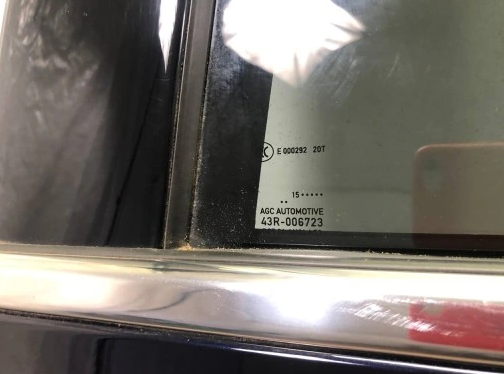 E 000292 20T
15•••••
••
AGC AUTOMOTIVE
43R-006723